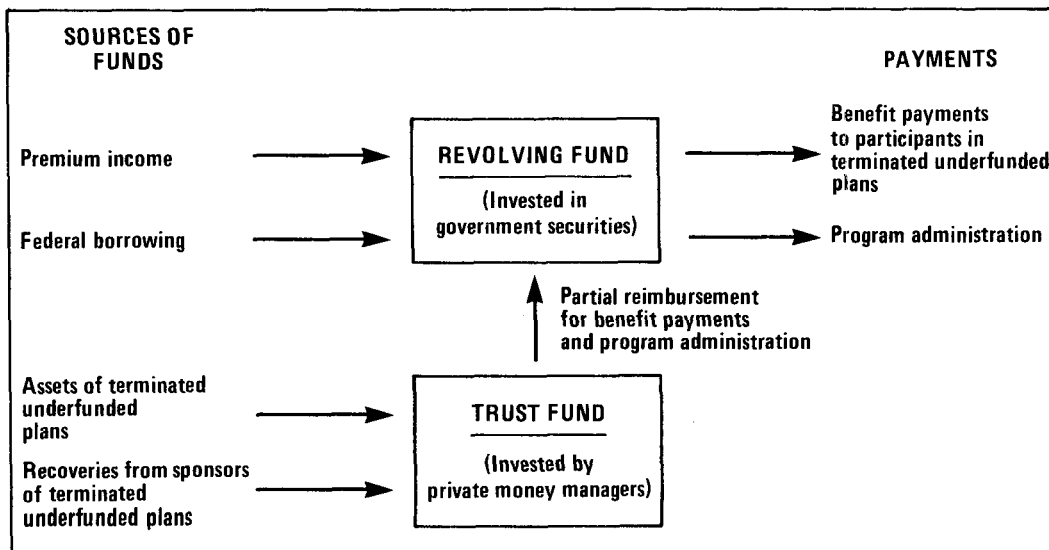 SOURCES OF
FUNDS
PAYMENTS
Premium income
Federal borrowing
REVOLVING FUND
(Invested in
government securities)
Benefit payments
to participants in
terminated underfunded
plans
Program administration
Partial reimbursement
for benefit payments
and program administration
Assets of terminated
underfunded
plans
Recoveries from sponsors
of terminated
underfunded plans
TRUST FUND
(Invested by
private money managers)